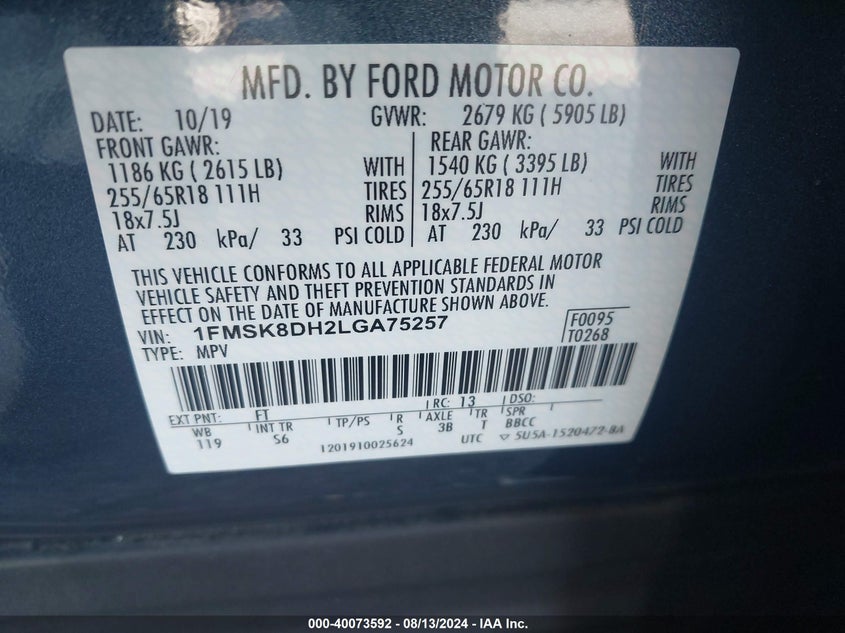 MFD. BY FORD MOTOR CO.
DATE: 10/19 GVWR: 2679 KG ( 5905 LB)
FRONT GAWR: REAR GAWR:
1186 KG ( 2615 LB) WITH 1540 KG ( 3395 LB) WITH
255/65R18 111H TIRES 255/65R18 111H TIRES
18x7.5J RIMS 18x7.5J RIMS
AT 230 kPa/ 33 PSI COLD AT 230 kPa/ 33 PSI COLD
THIS VEHICLE CONFORMS TO ALL APPLICABLE FEDERAL MOTOR
VEHICLE SAFETY AND THEFT PREVENTION STANDARDS IN
EFFECT ON THE DATE OF MANUFACTURE SHOWN ABOVE.
VIN: 1FMSK8DH2LGA75257 F0095
TYPE: MPV T0268
EXT PNT: FT RC: 13 DSO:
WB INT TR TP/PS R AXLE TR SPR
119 S6 S 3B T BBCC
1201910025624 UTC ▽ 5U5A-1520472-BA
000-40073592 - 08/13/2024 - IAA Inc.